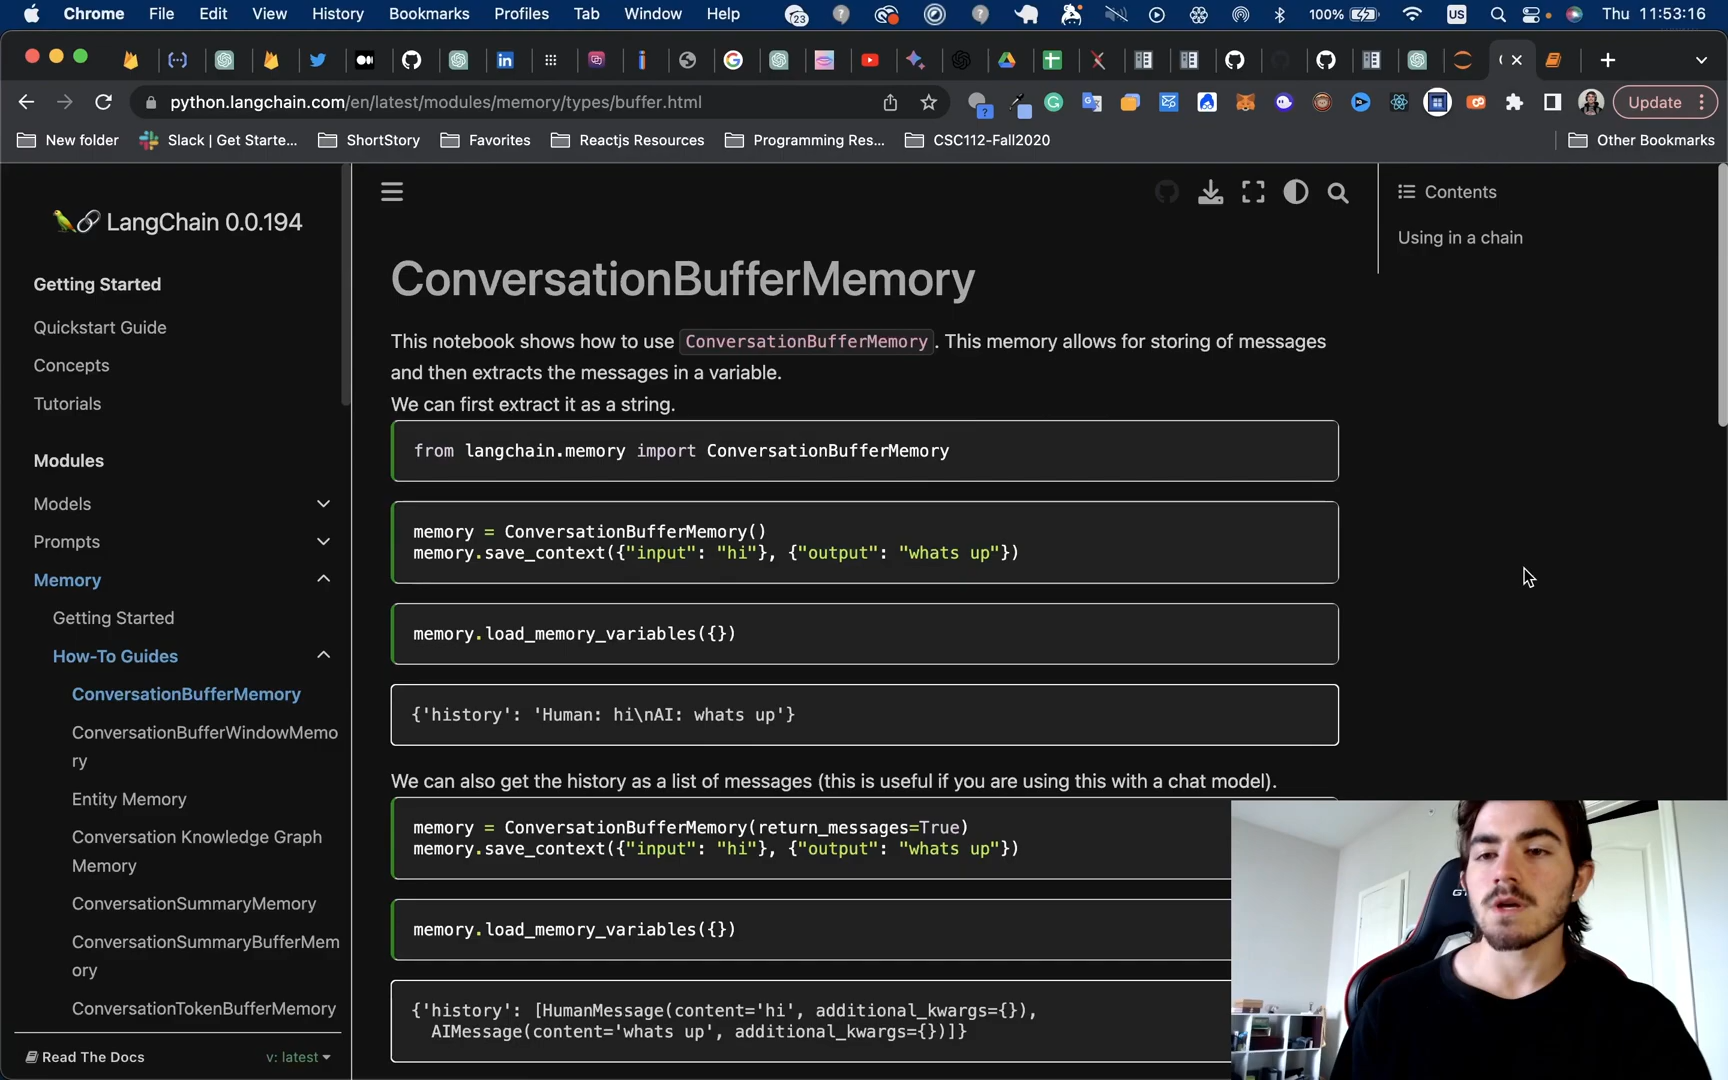 Chrome File Edit View History Bookmarks Profiles Tab Window Help 23 100% US Thu 11:53:16
python.langchain.com/en/latest/modules/memory/types/buffer.html Update
New folder Slack | Get Starte... ShortStory Favorites Reactjs Resources Programming Res... CSC112-Fall2020 Other Bookmarks
LangChain 0.0.194
Getting Started
Quickstart Guide
Concepts
Tutorials
Modules
Models
Prompts
Memory
Getting Started
How-To Guides
ConversationBufferMemory
ConversationBufferWindowMemo
ry
Entity Memory
Conversation Knowledge Graph
Memory
ConversationSummaryMemory
ConversationSummaryBufferMem
ory
ConversationTokenBufferMemory
Read The Docs v: latest
ConversationBufferMemory
This notebook shows how to use ConversationBufferMemory. This memory allows for storing of messages
and then extracts the messages in a variable.
We can first extract it as a string.
from langchain.memory import ConversationBufferMemory
memory = ConversationBufferMemory()
memory.save_context({"input": "hi"}, {"output": "whats up"})
memory.load_memory_variables({})
{'history': 'Human: hi\nAI: whats up'}
We can also get the history as a list of messages (this is useful if you are using this with a chat model).
memory = ConversationBufferMemory(return_messages=True)
memory.save_context({"input": "hi"}, {"output": "whats up"})
memory.load_memory_variables({})
{'history': [HumanMessage(content='hi', additional_kwargs={}),
AIMessage(content='whats up', additional_kwargs={})]}
Contents
Using in a chain